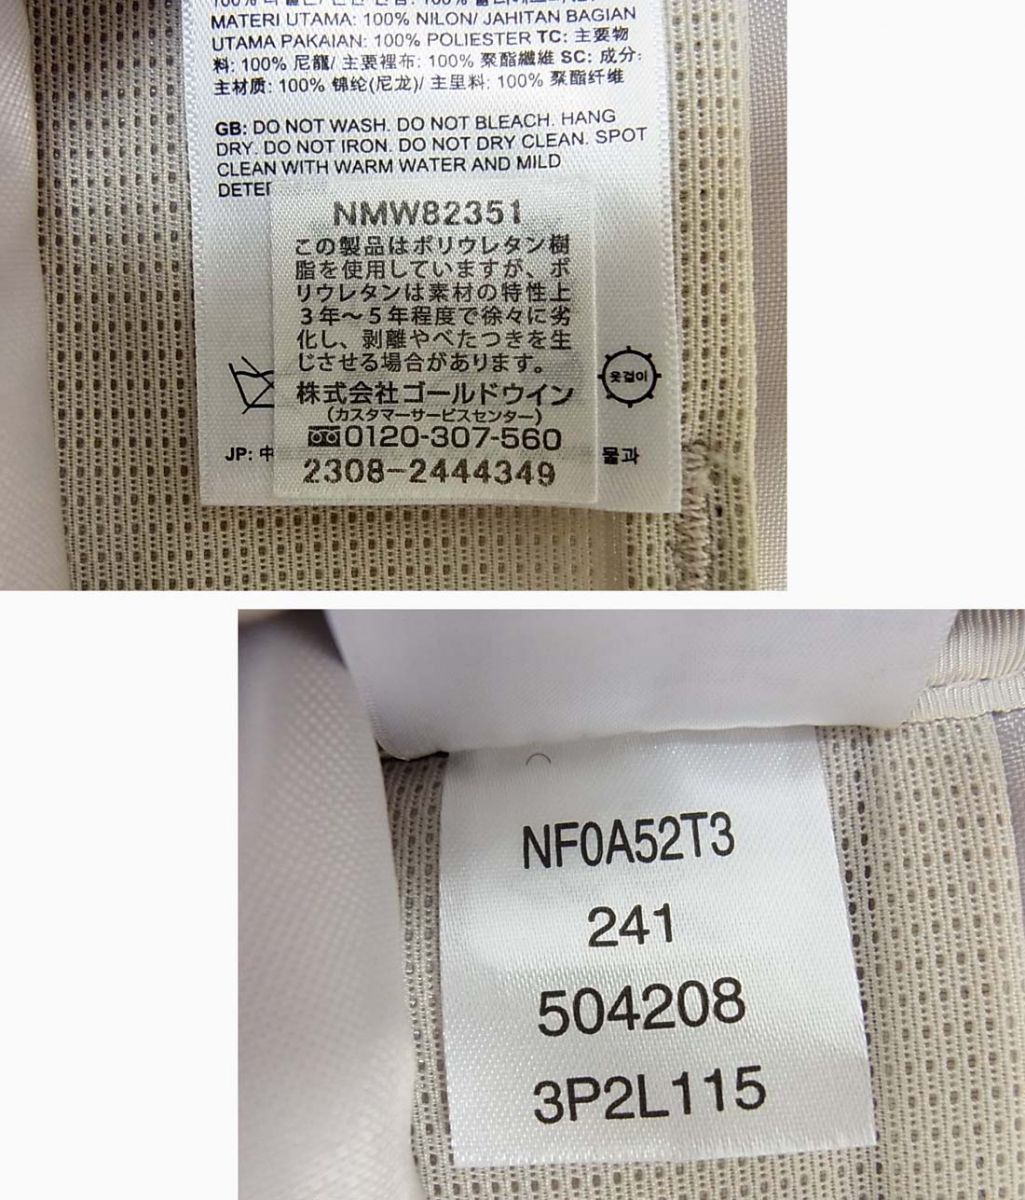 MATERI UTAMA: 100% NILON/ JAHITAN BAGIAN
UTAMA PAKAIAN: 100% POLIESTER TC: 主要物
料: 100% 尼龍/ 主要裡布: 100% 聚酯纖維 SC: 成分:
主材质: 100% 锦纶(尼龙)/ 主里料: 100% 聚酯纤维
GB: DO NOT WASH. DO NOT BLEACH. HANG
DRY. DO NOT IRON. DO NOT DRY CLEAN. SPOT
CLEAN WITH WARM WATER AND MILD
NMW82351
この製品はポリウレタン樹
脂を使用していますが、ポ
リウレタンは素材の特性上
3年～5年程度で徐々に劣
化し、剥離やべたつきを生
じさせる場合があります。
株式会社ゴールドウイン
(カスタマーサービスセンター)
0120-307-560
2308-2444349
옷걸이
JP: 中
물과
NF0A52T3
241
504208
3P2L115